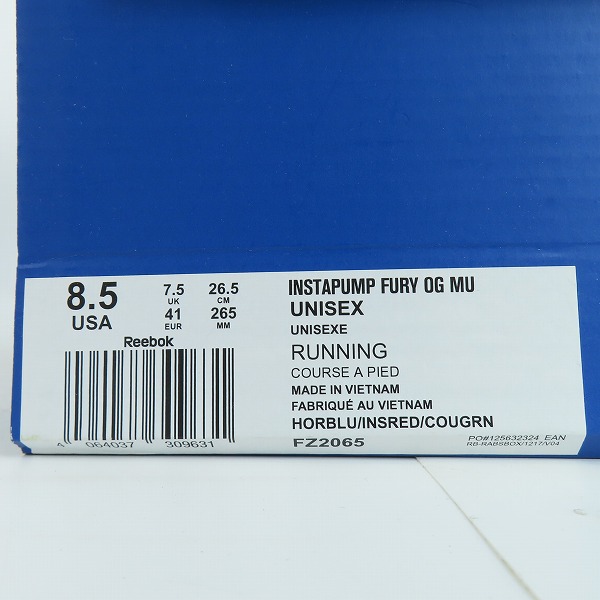 8.5
USA
7.5
UK
41
EUR
26.5
CM
265
MM
Reebok
4 064037 309631
INSTAPUMP FURY OG MU
UNISEX
UNISEXE
RUNNING
COURSE A PIED
MADE IN VIETNAM
FABRIQUÉ AU VIETNAM
HORBLU/INSRED/COUGRN
FZ2065
PO#125632324 EAN
RB-RABSBOX/1217/V04